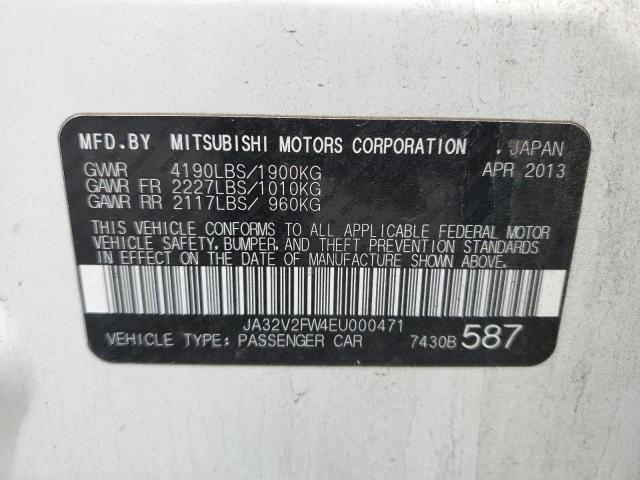 MFD.BY MITSUBISHI MOTORS CORPORATION , JAPAN
GVWR 4190LBS/1900KG APR 2013
GAWR FR 2227LBS/1010KG
GAWR RR 2117LBS/ 960KG
THIS VEHICLE CONFORMS TO ALL APPLICABLE FEDERAL MOTOR
VEHICLE SAFETY, BUMPER, AND THEFT PREVENTION STANDARDS
IN EFFECT ON THE DATE OF MANUFACTURE SHOWN ABOVE.
JA32V2FW4EU000471
VEHICLE TYPE: PASSENGER CAR 7430B 587